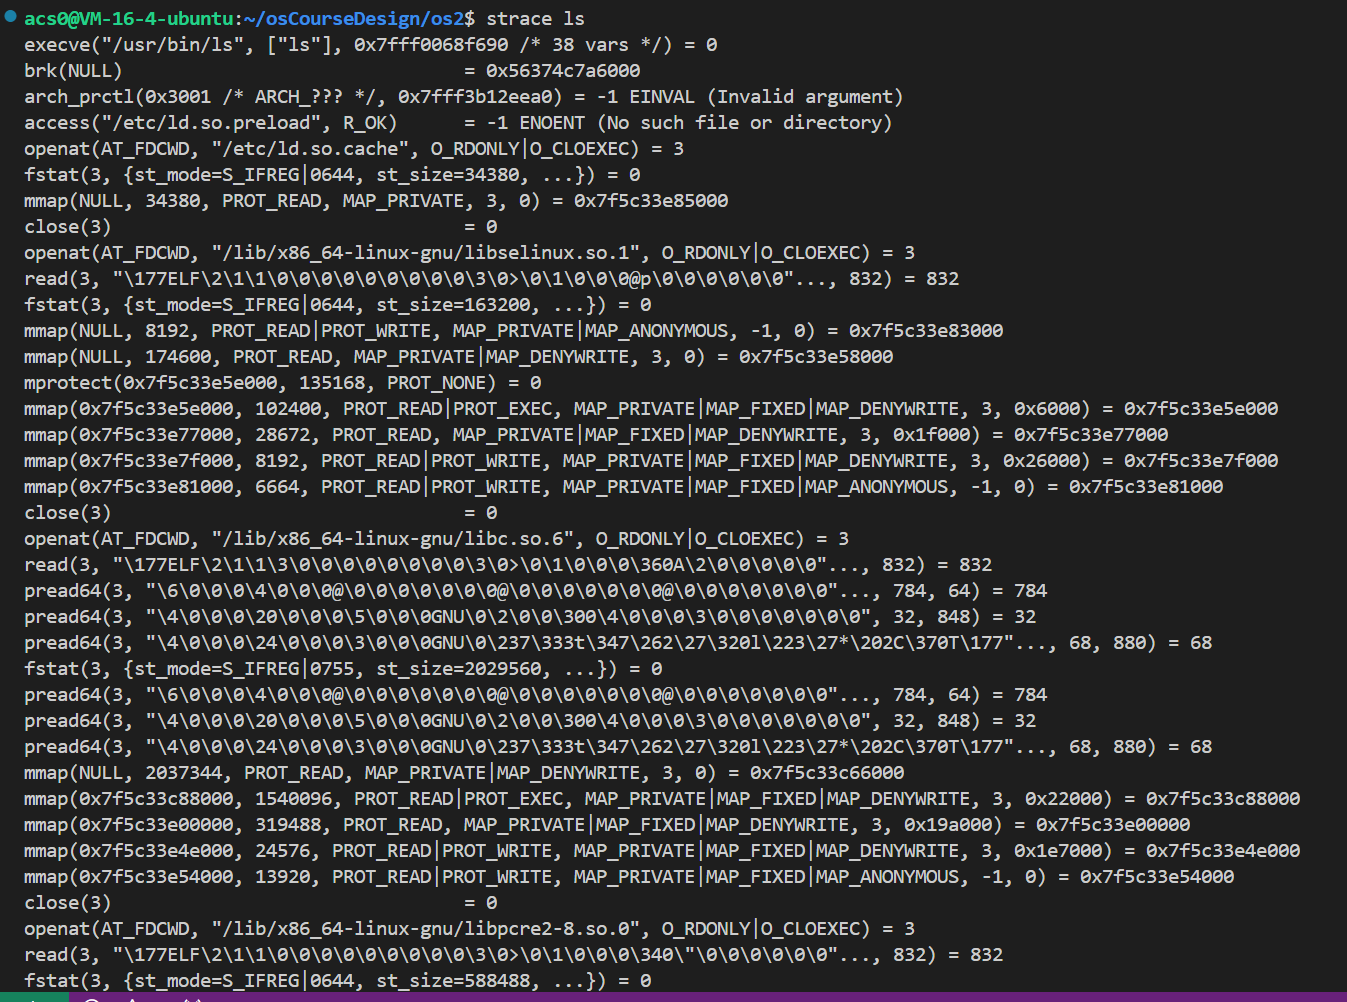 acs0@VM-16-4-ubuntu:~/osCourseDesign/os2$ strace ls
execve("/usr/bin/ls", ["ls"], 0x7fff0068f690 /* 38 vars */) = 0
brk(NULL)                               = 0x56374c7a6000
arch_prctl(0x3001 /* ARCH_??? */, 0x7fff3b12eea0) = -1 EINVAL (Invalid argument)
access("/etc/ld.so.preload", R_OK)      = -1 ENOENT (No such file or directory)
openat(AT_FDCWD, "/etc/ld.so.cache", O_RDONLY|O_CLOEXEC) = 3
fstat(3, {st_mode=S_IFREG|0644, st_size=34380, ...}) = 0
mmap(NULL, 34380, PROT_READ, MAP_PRIVATE, 3, 0) = 0x7f5c33e85000
close(3)                                = 0
openat(AT_FDCWD, "/lib/x86_64-linux-gnu/libselinux.so.1", O_RDONLY|O_CLOEXEC) = 3
read(3, "\177ELF\2\1\1\0\0\0\0\0\0\0\0\0\3\0>\0\1\0\0\0@p\0\0\0\0\0\0"..., 832) = 832
fstat(3, {st_mode=S_IFREG|0644, st_size=163200, ...}) = 0
mmap(NULL, 8192, PROT_READ|PROT_WRITE, MAP_PRIVATE|MAP_ANONYMOUS, -1, 0) = 0x7f5c33e83000
mmap(NULL, 174600, PROT_READ, MAP_PRIVATE|MAP_DENYWRITE, 3, 0) = 0x7f5c33e58000
mprotect(0x7f5c33e5e000, 135168, PROT_NONE) = 0
mmap(0x7f5c33e5e000, 102400, PROT_READ|PROT_EXEC, MAP_PRIVATE|MAP_FIXED|MAP_DENYWRITE, 3, 0x6000) = 0x7f5c33e5e000
mmap(0x7f5c33e77000, 28672, PROT_READ, MAP_PRIVATE|MAP_FIXED|MAP_DENYWRITE, 3, 0x1f000) = 0x7f5c33e77000
mmap(0x7f5c33e7f000, 8192, PROT_READ|PROT_WRITE, MAP_PRIVATE|MAP_FIXED|MAP_DENYWRITE, 3, 0x26000) = 0x7f5c33e7f000
mmap(0x7f5c33e81000, 6664, PROT_READ|PROT_WRITE, MAP_PRIVATE|MAP_FIXED|MAP_ANONYMOUS, -1, 0) = 0x7f5c33e81000
close(3)                                = 0
openat(AT_FDCWD, "/lib/x86_64-linux-gnu/libc.so.6", O_RDONLY|O_CLOEXEC) = 3
read(3, "\177ELF\2\1\1\3\0\0\0\0\0\0\0\0\3\0>\0\1\0\0\0\360A\2\0\0\0\0\0"..., 832) = 832
pread64(3, "\6\0\0\0\4\0\0\0@\0\0\0\0\0\0\0@\0\0\0\0\0\0\0@\0\0\0\0\0\0\0"..., 784, 64) = 784
pread64(3, "\4\0\0\0\20\0\0\0\5\0\0\0GNU\0\2\0\0\300\4\0\0\0\3\0\0\0\0\0\0\0", 32, 848) = 32
pread64(3, "\4\0\0\0\24\0\0\0\3\0\0\0GNU\0\237\333t\347\262\27\320l\223\27*\202C\370T\177"..., 68, 880) = 68
fstat(3, {st_mode=S_IFREG|0755, st_size=2029560, ...}) = 0
pread64(3, "\6\0\0\0\4\0\0\0@\0\0\0\0\0\0\0@\0\0\0\0\0\0\0@\0\0\0\0\0\0\0"..., 784, 64) = 784
pread64(3, "\4\0\0\0\20\0\0\0\5\0\0\0GNU\0\2\0\0\300\4\0\0\0\3\0\0\0\0\0\0\0", 32, 848) = 32
pread64(3, "\4\0\0\0\24\0\0\0\3\0\0\0GNU\0\237\333t\347\262\27\320l\223\27*\202C\370T\177"..., 68, 880) = 68
mmap(NULL, 2037344, PROT_READ, MAP_PRIVATE|MAP_DENYWRITE, 3, 0) = 0x7f5c33c66000
mmap(0x7f5c33c88000, 1540096, PROT_READ|PROT_EXEC, MAP_PRIVATE|MAP_FIXED|MAP_DENYWRITE, 3, 0x22000) = 0x7f5c33c88000
mmap(0x7f5c33e00000, 319488, PROT_READ, MAP_PRIVATE|MAP_FIXED|MAP_DENYWRITE, 3, 0x19a000) = 0x7f5c33e00000
mmap(0x7f5c33e4e000, 24576, PROT_READ|PROT_WRITE, MAP_PRIVATE|MAP_FIXED|MAP_DENYWRITE, 3, 0x1e7000) = 0x7f5c33e4e000
mmap(0x7f5c33e54000, 13920, PROT_READ|PROT_WRITE, MAP_PRIVATE|MAP_FIXED|MAP_ANONYMOUS, -1, 0) = 0x7f5c33e54000
close(3)                                = 0
openat(AT_FDCWD, "/lib/x86_64-linux-gnu/libpcre2-8.so.0", O_RDONLY|O_CLOEXEC) = 3
read(3, "\177ELF\2\1\1\0\0\0\0\0\0\0\0\0\3\0>\0\1\0\0\0\340\"\0\0\0\0\0\0"..., 832) = 832
fstat(3, {st_mode=S_IFREG|0644, st_size=588488, ...}) = 0